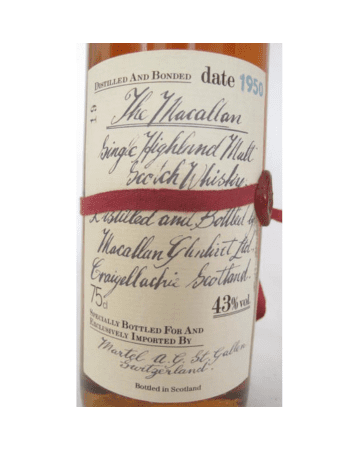 DISTILLED AND BONDED date 1950
The Macallan
Single Highland Malt
Scotch Whisky
Distilled and Bottled by
Macallan Glenlivet Ltd.
Craigellachie Scotland.
75cl 43% vol
SPECIALLY BOTTLED FOR AND
EXCLUSIVELY IMPORTED BY
Martel A.G. St. Gallen
Switzerland
Bottled in Scotland